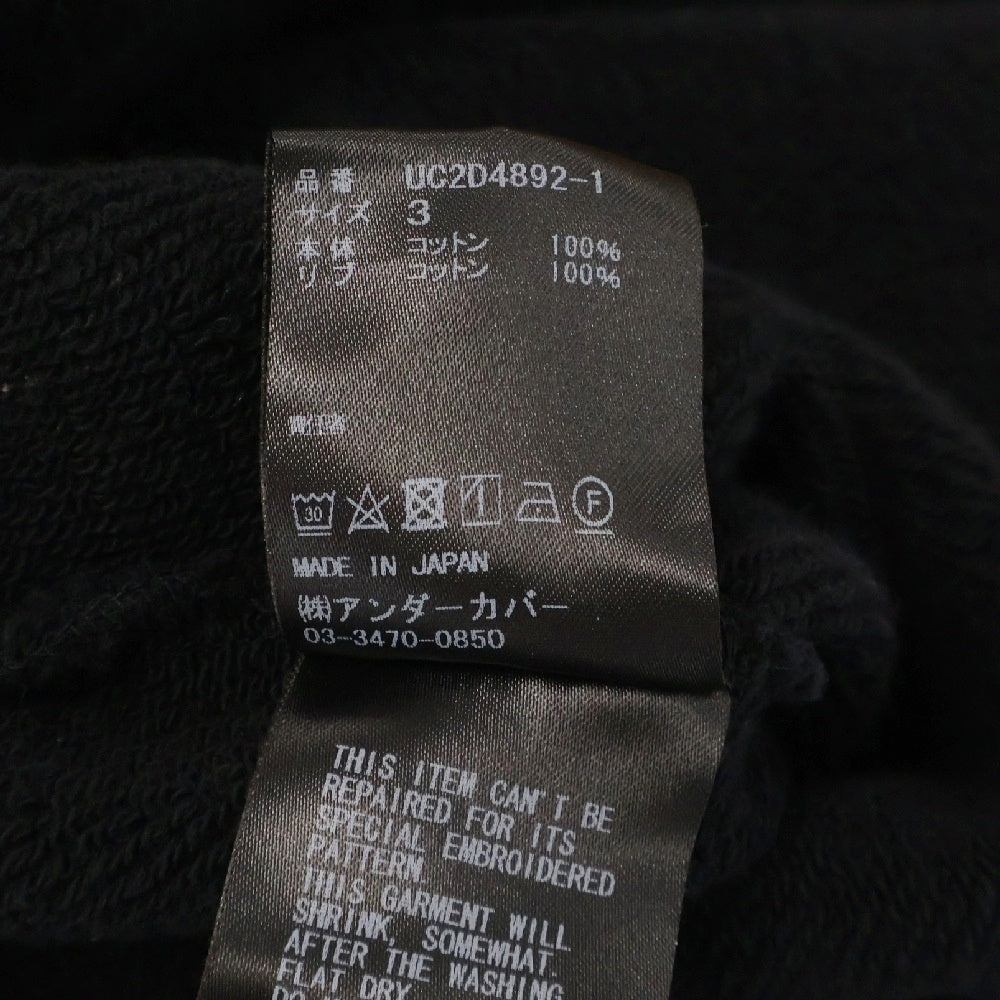 品番 UC2D4892-1
サイズ 3
本体 コットン 100%
リブ コットン 100%
30 F
MADE IN JAPAN
㈱アンダーカバー
03-3470-0850
THIS ITEM CAN'T BE
REPAIRED FOR ITS
SPECIAL EMBROIDERED
PATTERN.
THIS GARMENT WILL
SHRINK, SOMEWHAT.
AFTER THE WASHING
FLAT DRY.